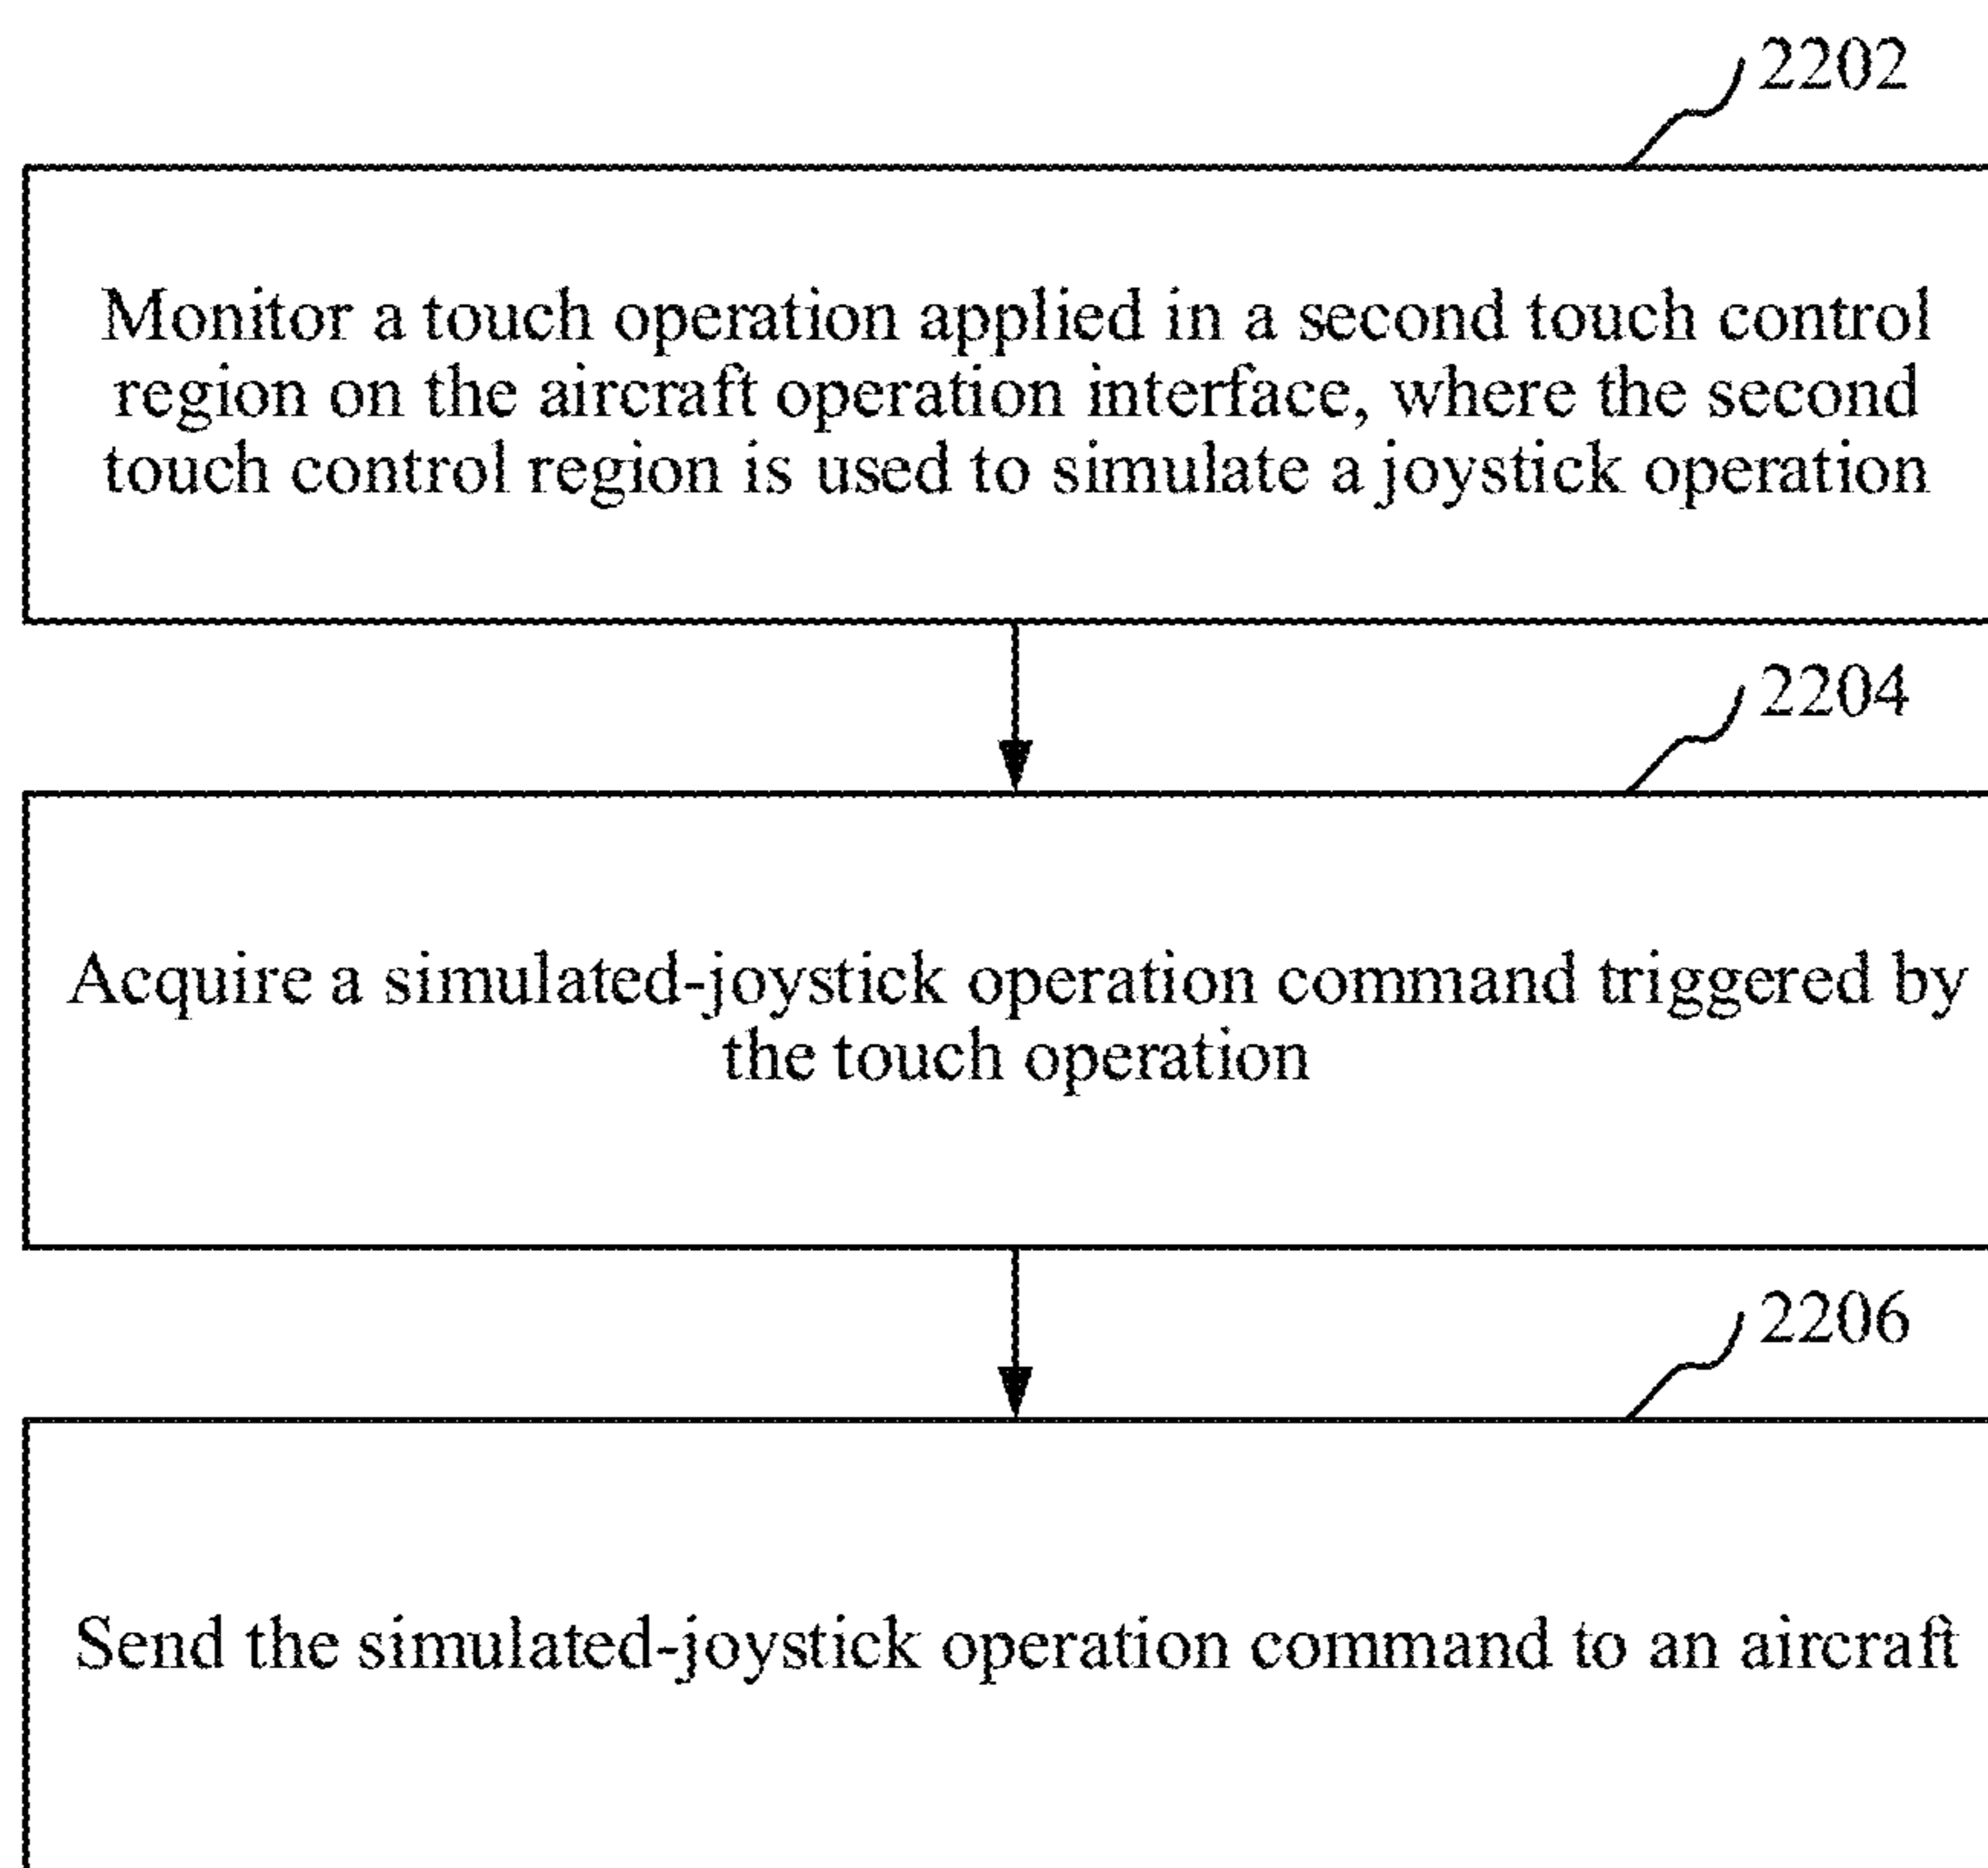 2202
Monitor a touch operation applied in a second touch control
region on the aircraft operation interface, where the second
touch control region is used to simulate a joystick operation
2204
Acquire a simulated-joystick operation command triggered by
the touch operation
2206
Send the simulated-joystick operation command to an aircraft